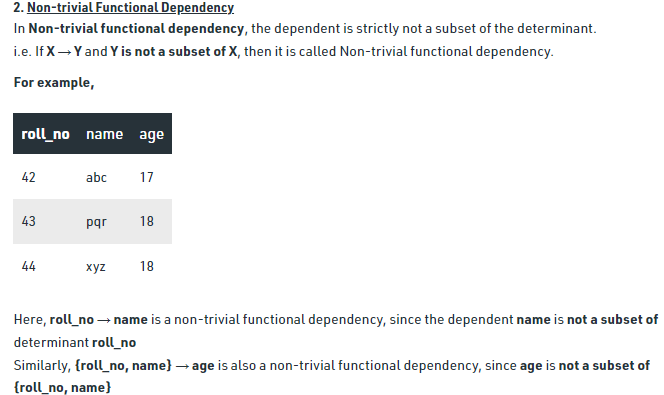 2. Non-trivial Functional Dependency
In Non-trivial functional dependency, the dependent is strictly not a subset of the determinant.
i.e. If X → Y and Y is not a subset of X, then it is called Non-trivial functional dependency.
For example,
roll_no name age
42 abc 17
43 pqr 18
44 xyz 18
Here, roll_no → name is a non-trivial functional dependency, since the dependent name is not a subset of
determinant roll_no
Similarly, {roll_no, name} → age is also a non-trivial functional dependency, since age is not a subset of
{roll_no, name}